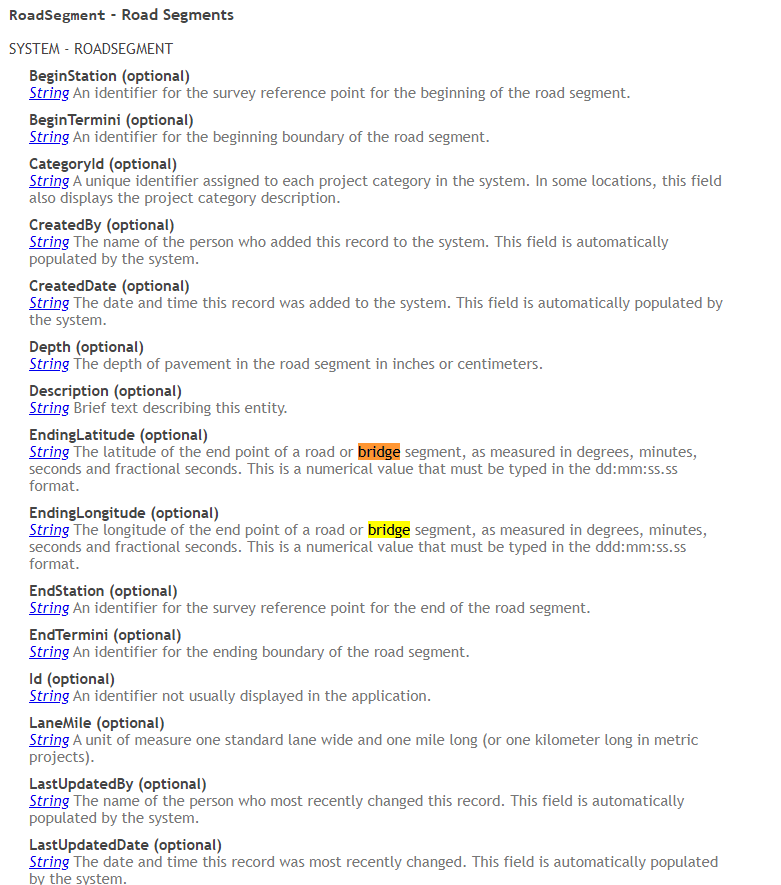 RoadSegment - Road Segments
SYSTEM - ROADSEGMENT
BeginStation (optional)
String An identifier for the survey reference point for the beginning of the road segment.
BeginTermini (optional)
String An identifier for the beginning boundary of the road segment.
CategoryId (optional)
String A unique identifier assigned to each project category in the system. In some locations, this field
also displays the project category description.
CreatedBy (optional)
String The name of the person who added this record to the system. This field is automatically
populated by the system.
CreatedDate (optional)
String The date and time this record was added to the system. This field is automatically populated by
the system.
Depth (optional)
String The depth of pavement in the road segment in inches or centimeters.
Description (optional)
String Brief text describing this entity.
EndingLatitude (optional)
String The latitude of the end point of a road or bridge segment, as measured in degrees, minutes,
seconds and fractional seconds. This is a numerical value that must be typed in the dd:mm:ss.ss
format.
EndingLongitude (optional)
String The longitude of the end point of a road or bridge segment, as measured in degrees, minutes,
seconds and fractional seconds. This is a numerical value that must be typed in the ddd:mm:ss.ss
format.
EndStation (optional)
String An identifier for the survey reference point for the end of the road segment.
EndTermini (optional)
String An identifier for the ending boundary of the road segment.
Id (optional)
String An identifier not usually displayed in the application.
LaneMile (optional)
String A unit of measure one standard lane wide and one mile long (or one kilometer long in metric
projects).
LastUpdatedBy (optional)
String The name of the person who most recently changed this record. This field is automatically
populated by the system.
LastUpdatedDate (optional)
String The date and time this record was most recently changed. This field is automatically populated
by the system.